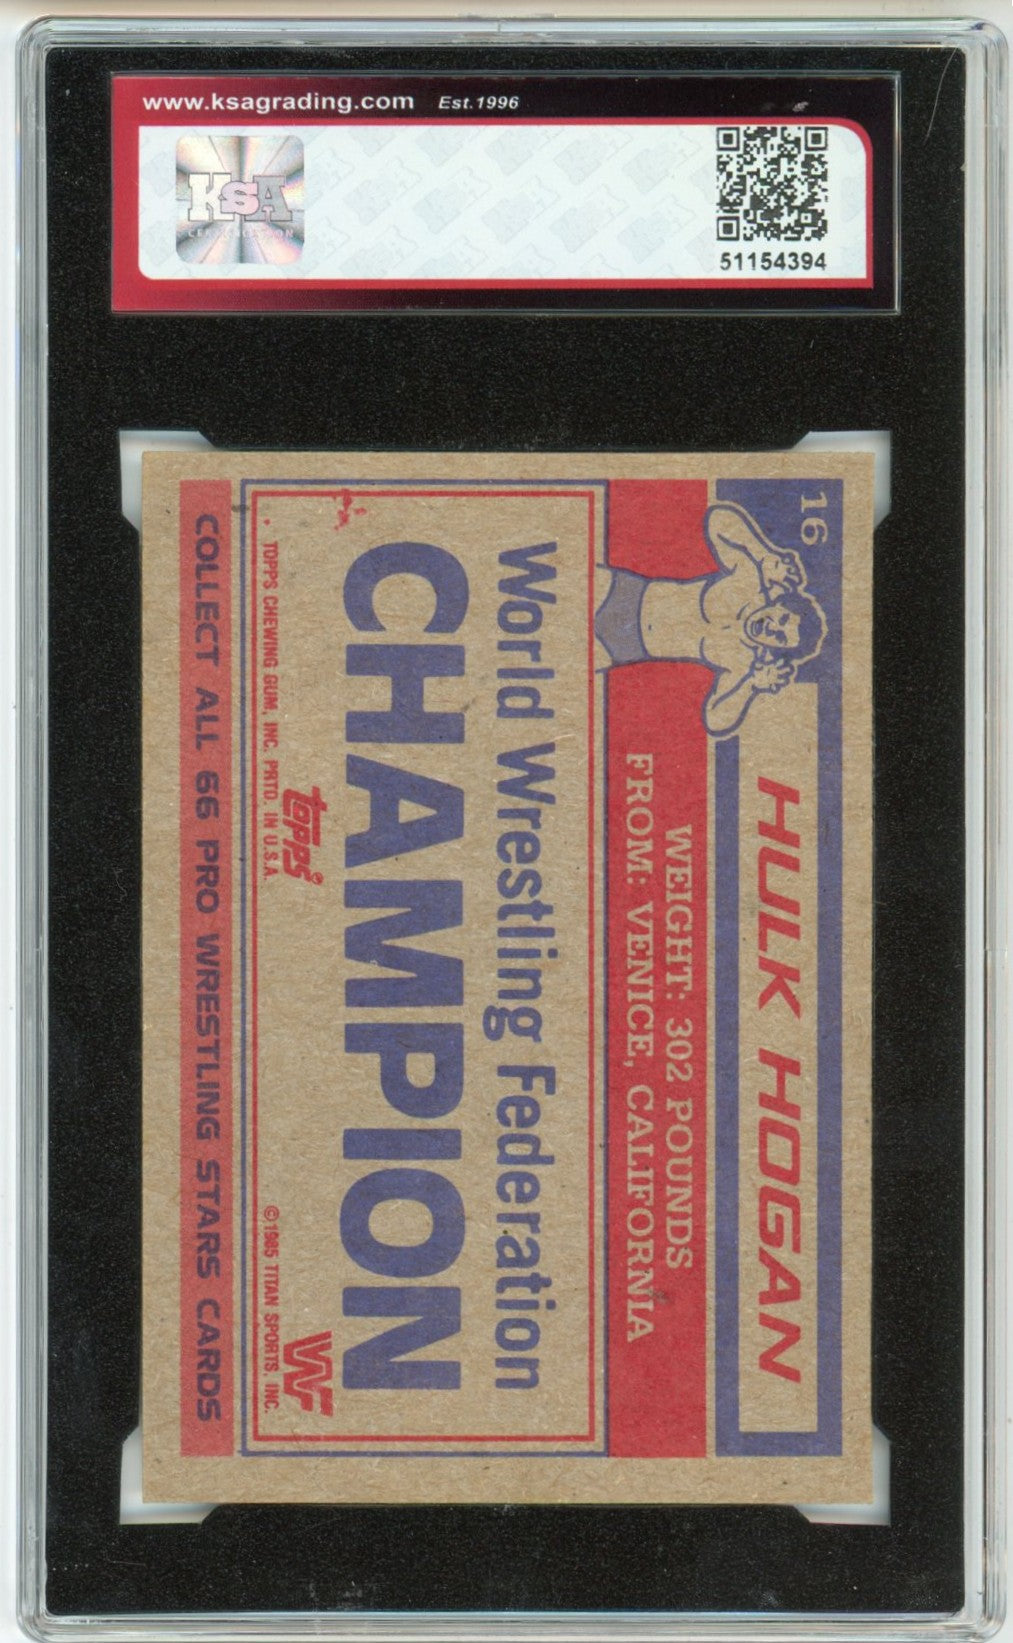 www.ksagrading.com Est.1996
KSA
51154394
16
HULK HOGAN
WEIGHT: 302 POUNDS
FROM: VENICE, CALIFORNIA
World Wrestling Federation
CHAMPION
topps
W
TOPPS CHEWING GUM, INC. PRTD. IN U.S.A.
©1985 TITAN SPORTS, INC.
COLLECT ALL 66 PRO WRESTLING STARS CARDS